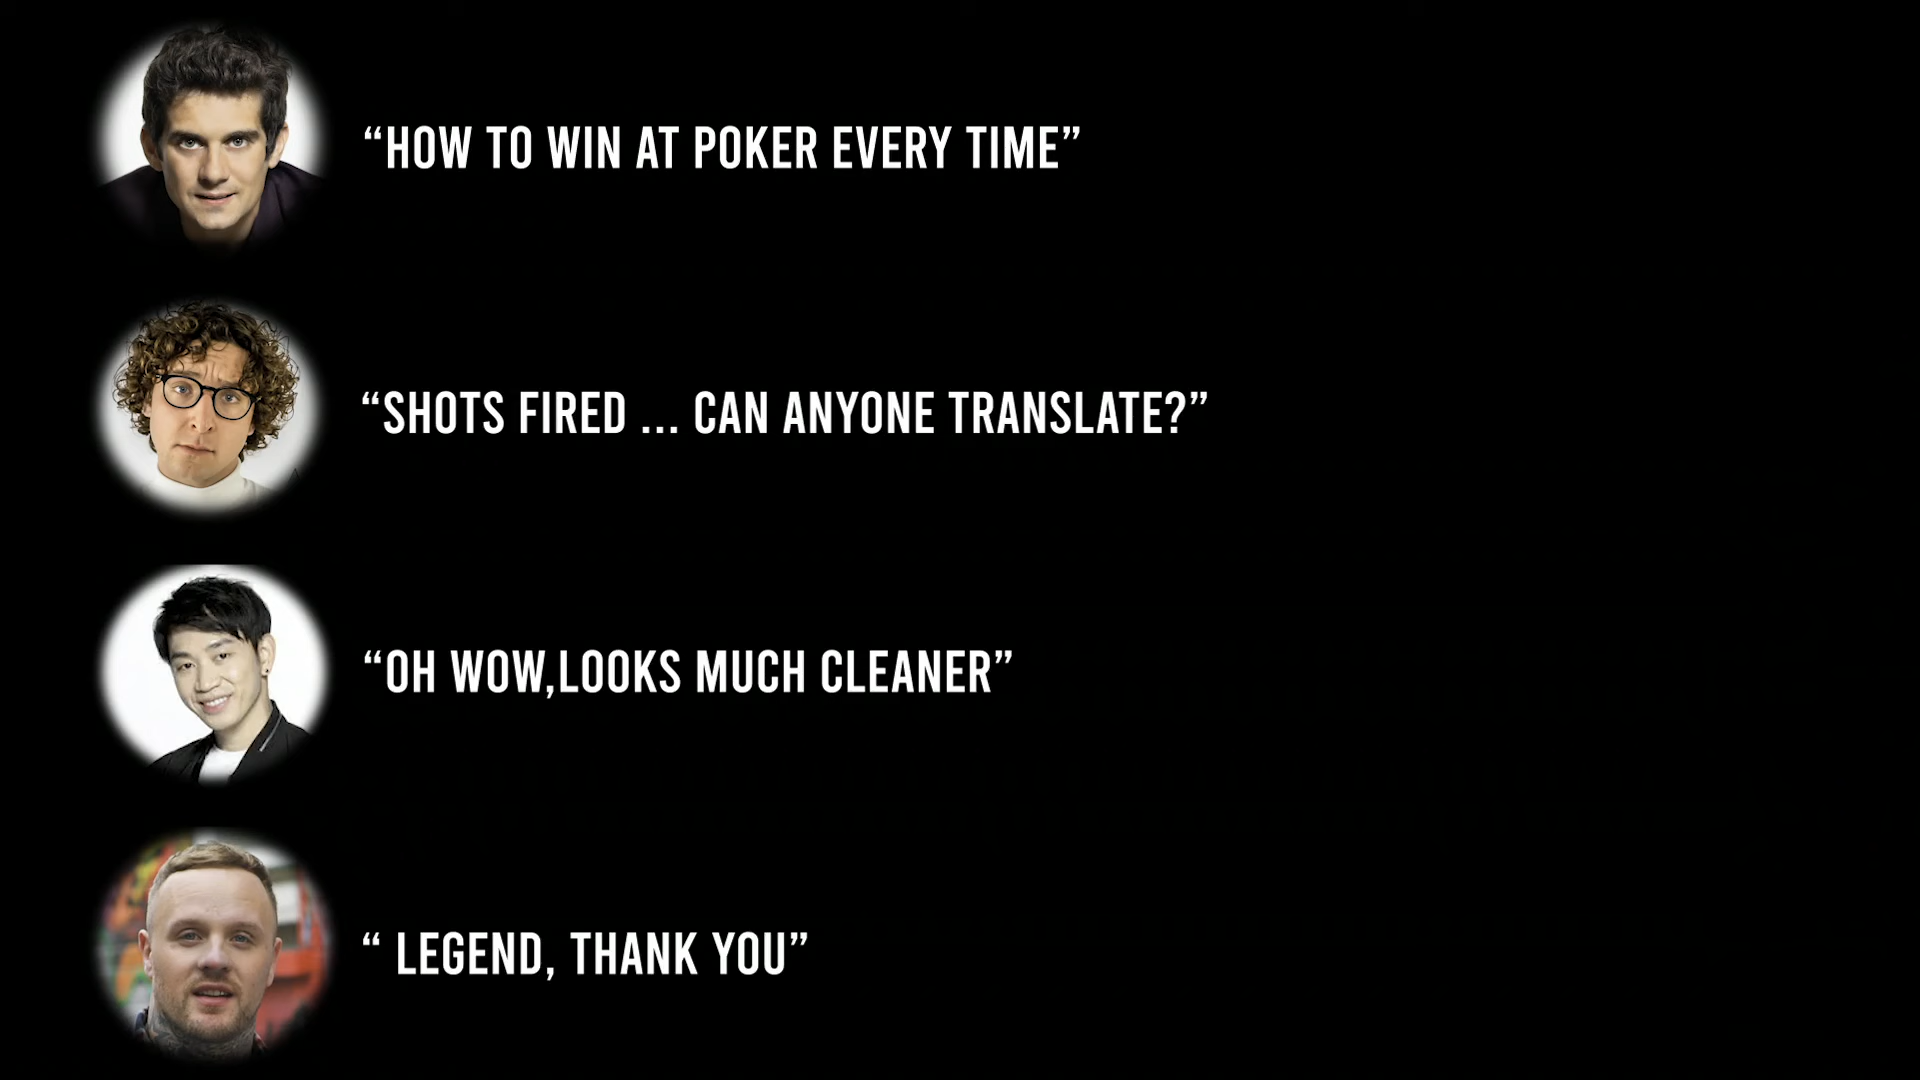 “HOW TO WIN AT POKER EVERY TIME”
“SHOTS FIRED ... CAN ANYONE TRANSLATE?”
“OH WOW,LOOKS MUCH CLEANER”
“ LEGEND, THANK YOU”